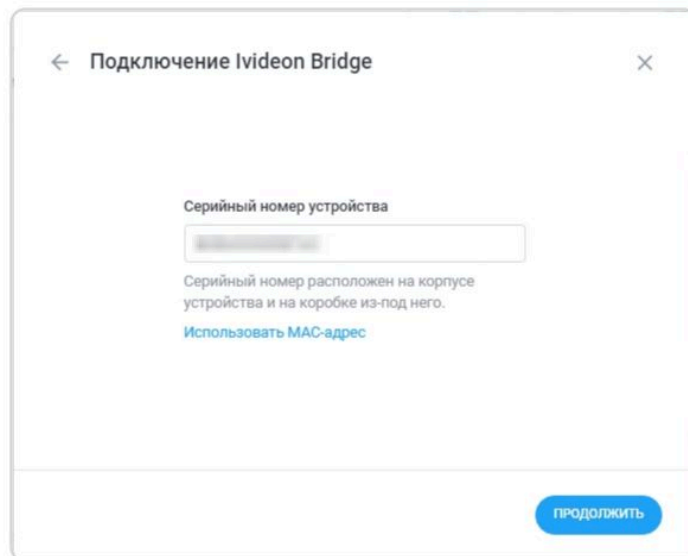 Подключение Ivideon Bridge
Серийный номер устройства
Серийный номер расположен на корпусе
устройства и на коробке из-под него.
Использовать MAC-адрес
ПРОДОЛЖИТЬ